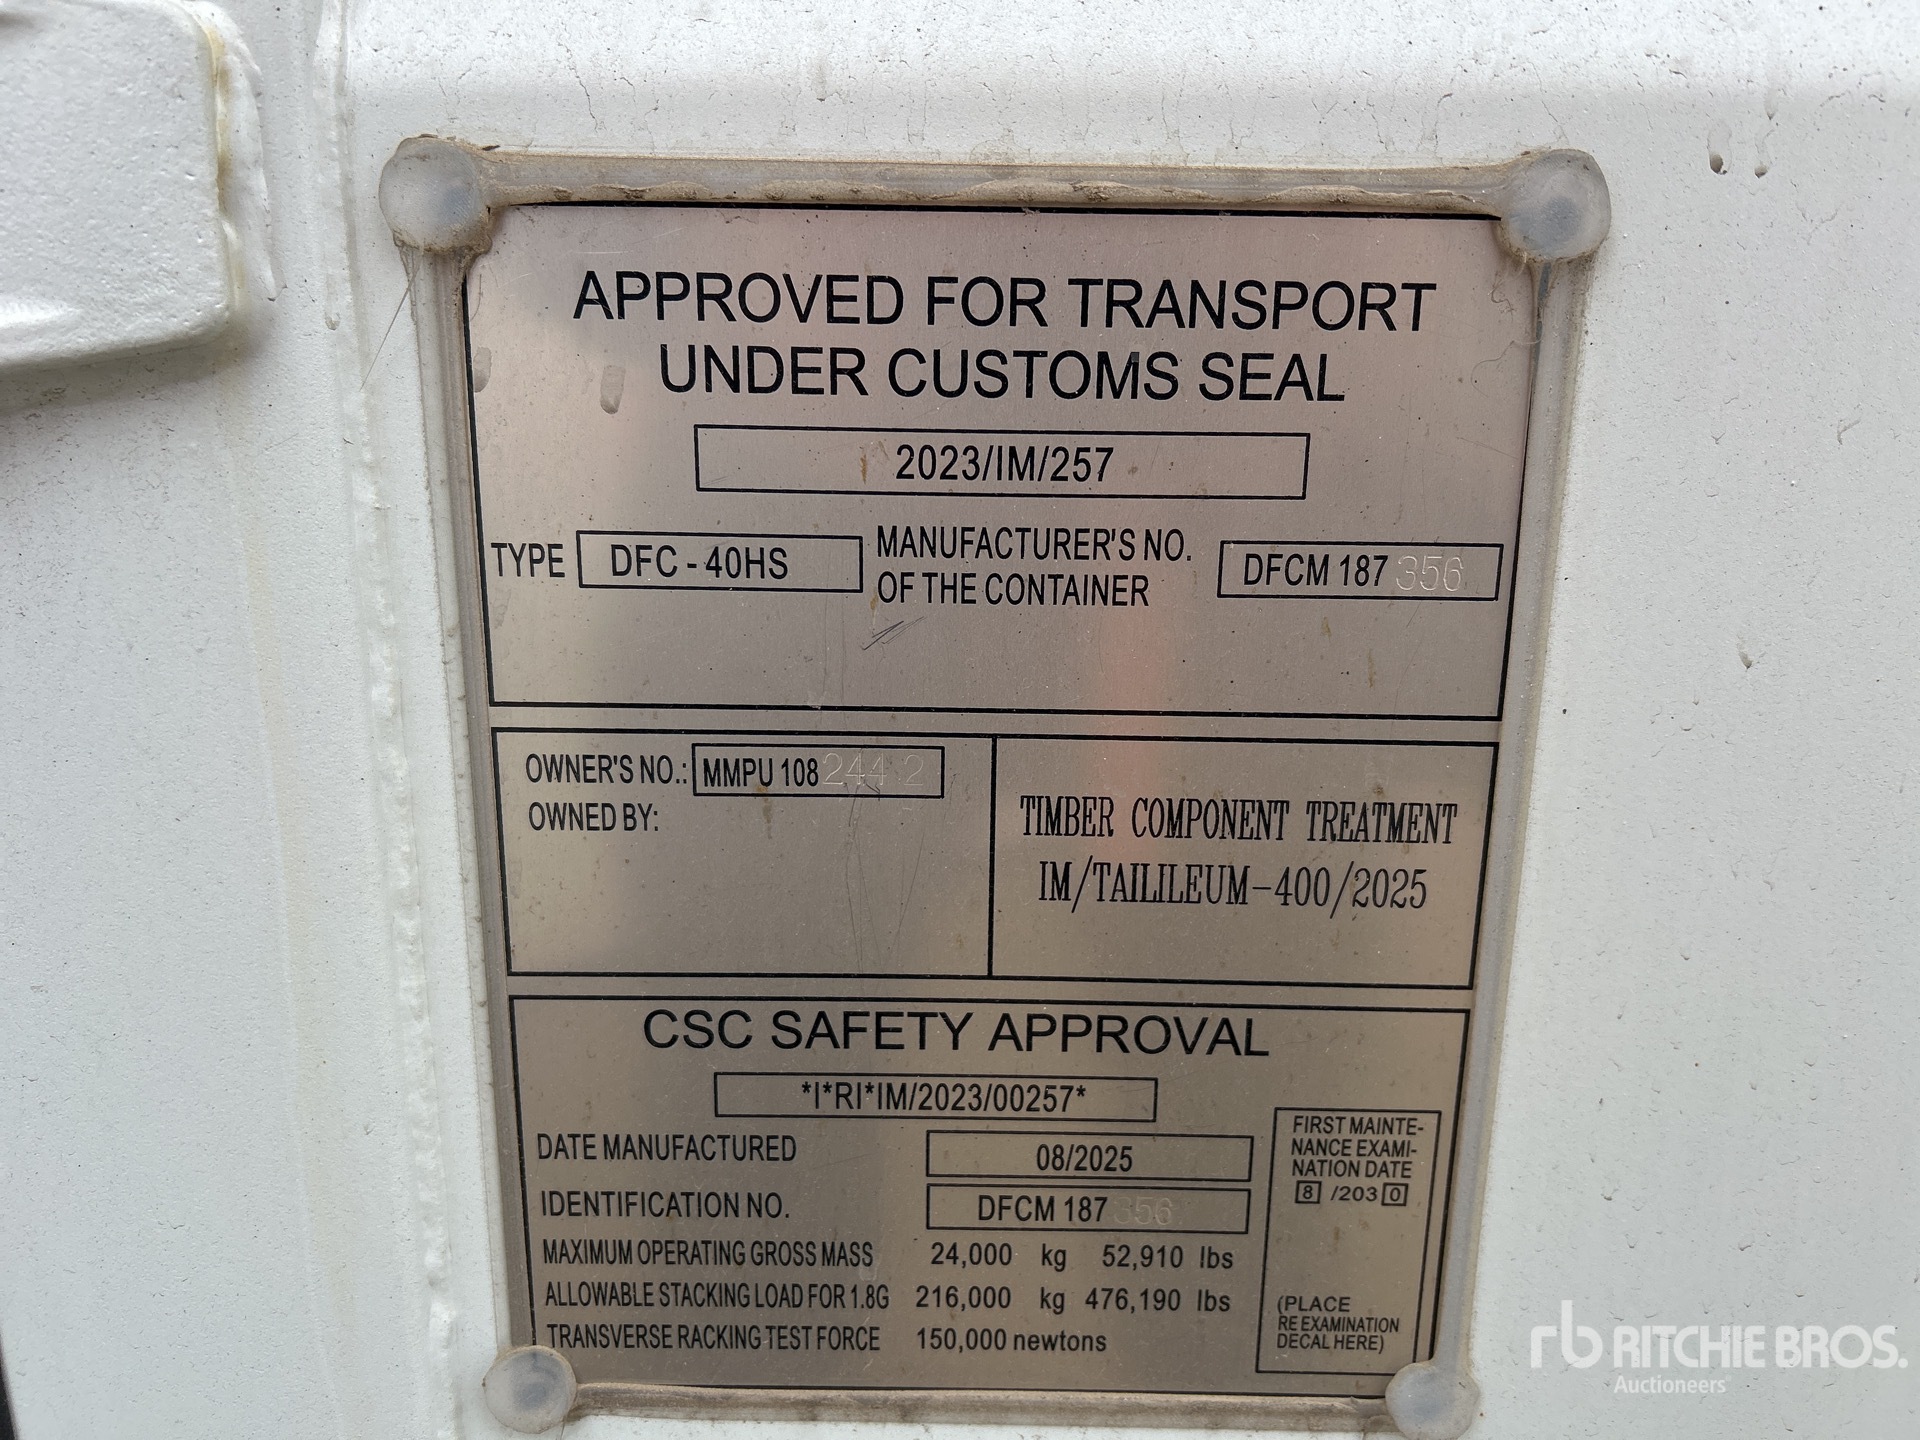 APPROVED FOR TRANSPORT
UNDER CUSTOMS SEAL
2023/IM/257
TYPE DFC - 40HS MANUFACTURER'S NO. OF THE CONTAINER DFCM 187 356
OWNER'S NO.: MMPU 108 244 2
OWNED BY:
TIMBER COMPONENT TREATMENT
IM/TAILILEUM-400/2025
CSC SAFETY APPROVAL
*I*RI*IM/2023/00257*
DATE MANUFACTURED 08/2025
IDENTIFICATION NO. DFCM 187 356
MAXIMUM OPERATING GROSS MASS 24,000 kg 52,910 lbs
ALLOWABLE STACKING LOAD FOR 1.8G 216,000 kg 476,190 lbs
TRANSVERSE RACKING TEST FORCE 150,000 newtons
FIRST MAINTE-
NANCE EXAMI-
NATION DATE
8 /203 0
(PLACE
RE EXAMINATION
DECAL HERE)
rb RITCHIE BROS.
Auctioneers